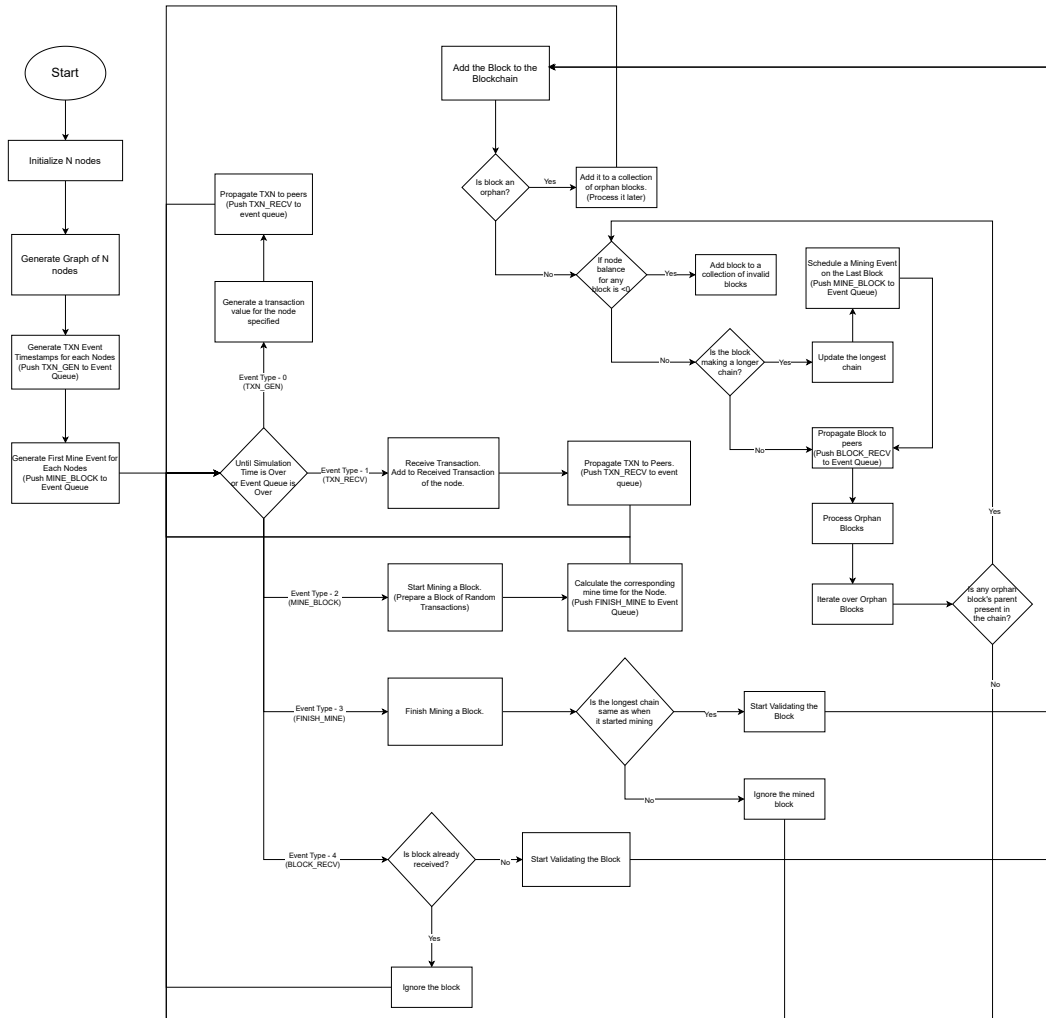 Start
Initialize N nodes
Generate Graph of N
nodes
Generate TXN Event
Timestamps for each Nodes
(Push TXN_GEN to Event
Queue)
Generate First Mine Event for
Each Nodes
(Push MINE_BLOCK to
Event Queue
Propagate TXN to peers
(Push TXN_RECV to
event queue)
Generate a transaction
value for the node
specified
Event Type - 0
(TXN_GEN)
Until Simulation
Time is Over
or Event Queue is
Over
Event Type - 1
(TXN_RECV)
Receive Transaction.
Add to Received Transaction
of the node.
Propagate TXN to Peers.
(Push TXN_RECV to event
queue)
Event Type - 2
(MINE_BLOCK)
Start Mining a Block.
(Prepare a Block of Random
Transactions)
Calculate the corresponding
mine time for the Node.
(Push FINISH_MINE to Event
Queue)
Event Type - 3
(FINISH_MINE)
Finish Mining a Block.
Is the longest chain
same as when
it started mining
Yes
Start Validating the
Block
No
Ignore the mined
block
Event Type - 4
(BLOCK_RECV)
Is block already
received?
No
Start Validating the Block
Yes
Ignore the block
Add the Block to the
Blockchain
Is block an
orphan?
Yes
Add it to a collection
of orphan blocks.
(Process it later)
No
If node
balance
for any
block is <0
Yes
Add block to a
collection of invalid
blocks
No
Is the block
making a longer
chain?
Yes
Update the longest
chain
Schedule a Mining Event
on the Last Block
(Push MINE_BLOCK to
Event Queue)
No
Propagate Block to
peers
(Push BLOCK_RECV
to Event Queue)
Process Orphan
Blocks
Iterate over Orphan
Blocks
Is any orphan
block's parent
present in
the chain?
Yes
No